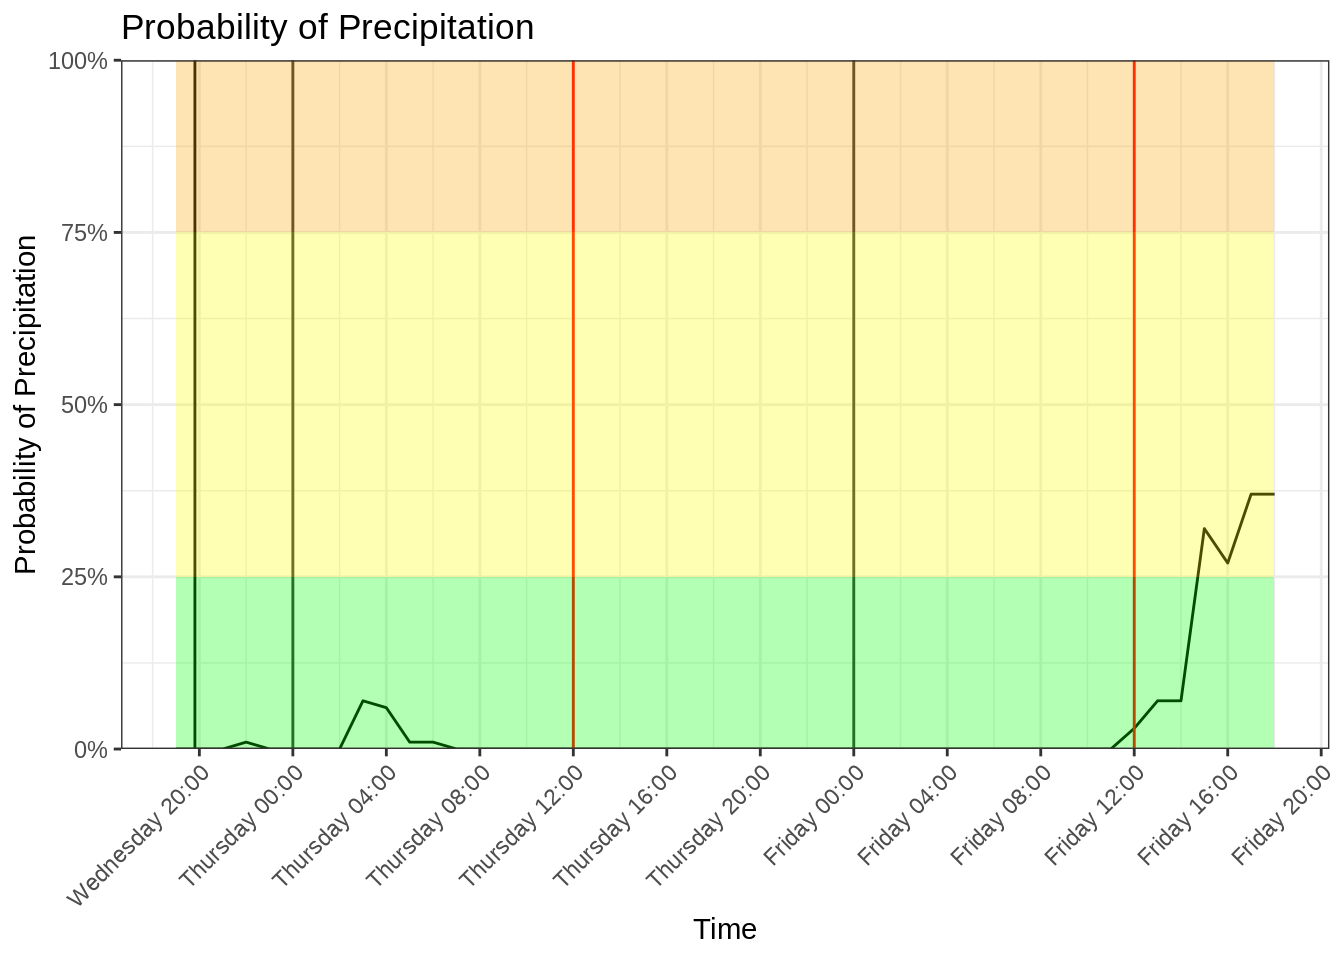 Probability of Precipitation
100%
75%
50%
25%
0%
Probability of Precipitation
Wednesday 20:00
Thursday 00:00
Thursday 04:00
Thursday 08:00
Thursday 12:00
Thursday 16:00
Thursday 20:00
Friday 00:00
Friday 04:00
Friday 08:00
Friday 12:00
Friday 16:00
Friday 20:00
Time